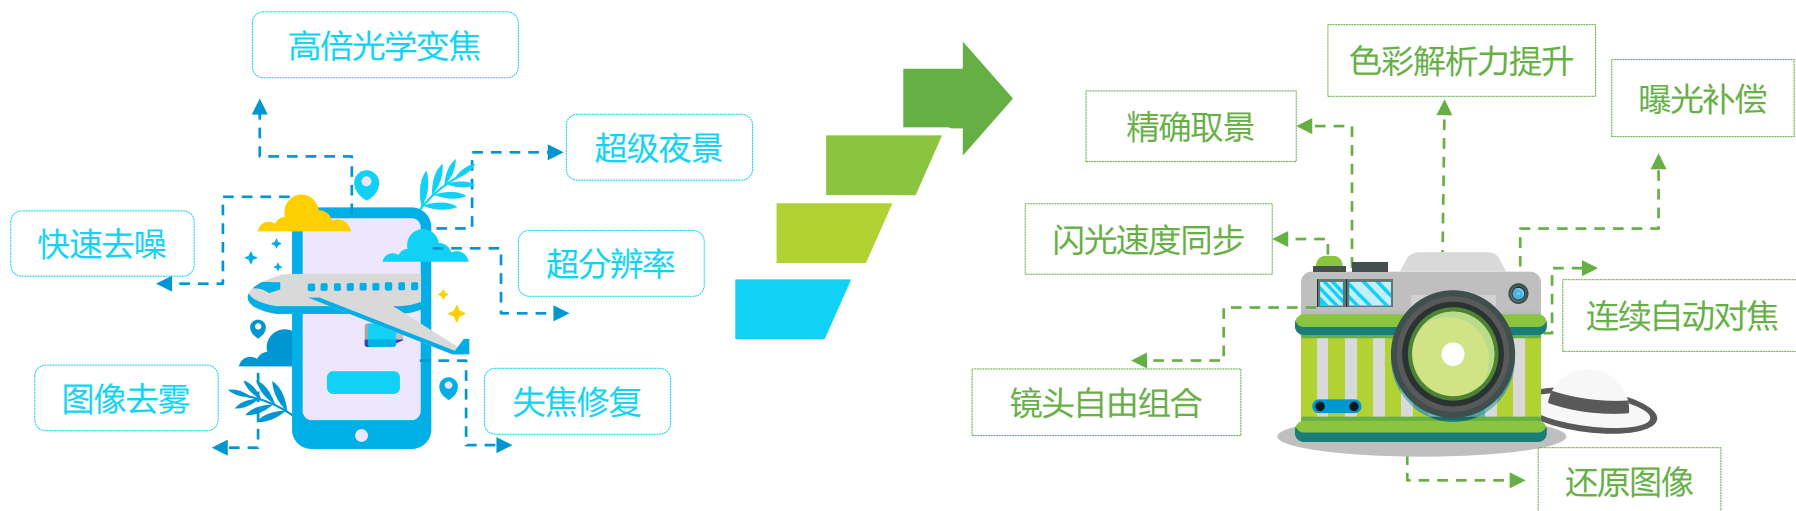 高倍光学变焦
超级夜景
快速去噪
超分辨率
图像去雾
失焦修复
色彩解析力提升
曝光补偿
精确取景
闪光速度同步
连续自动对焦
镜头自由组合
还原图像